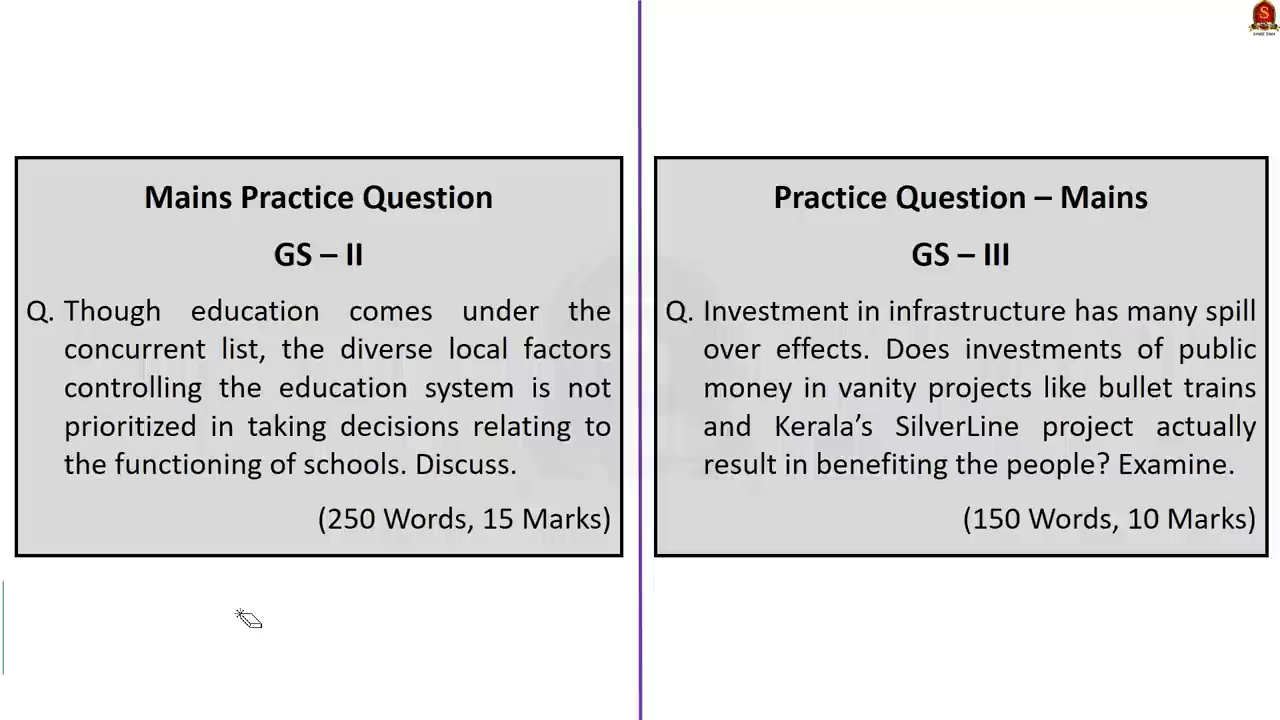 Mains Practice Question
GS – II
Q. Though education comes under the
concurrent list, the diverse local factors
controlling the education system is not
prioritized in taking decisions relating to
the functioning of schools. Discuss.
(250 Words, 15 Marks)
Practice Question – Mains
GS – III
Q. Investment in infrastructure has many spill
over effects. Does investments of public
money in vanity projects like bullet trains
and Kerala’s SilverLine project actually
result in benefiting the people? Examine.
(150 Words, 10 Marks)
S